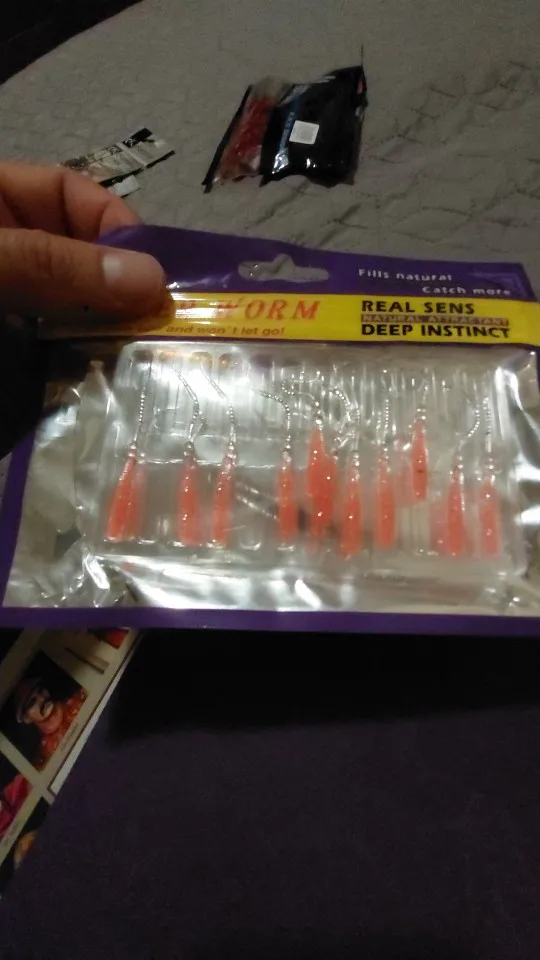 Fills natural
Catch more
WORM
REAL SENS
NATURAL ATTRACTANT
DEEP INSTINCT
and won't let go!